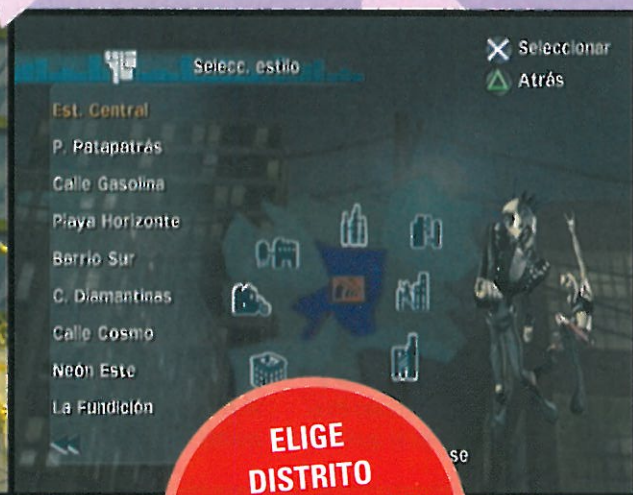 Selecc. estilo
Seleccionar
Atrás
Est. Central
P. Patapatrás
Calle Gasolina
Playa Horizonte
Barrio Sur
C. Diamantinas
Calle Cosmo
Neón Este
La Fundición
se
ELIGE
DISTRITO